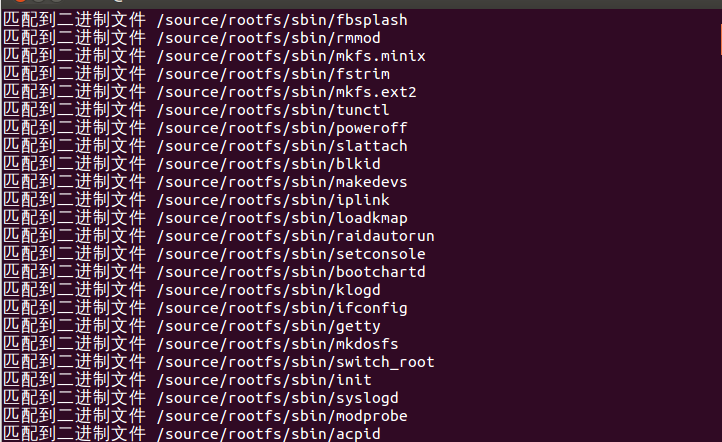 匹配到二进制文件 /source/rootfs/sbin/fbsplash
匹配到二进制文件 /source/rootfs/sbin/rmmod
匹配到二进制文件 /source/rootfs/sbin/mkfs.minix
匹配到二进制文件 /source/rootfs/sbin/fstrim
匹配到二进制文件 /source/rootfs/sbin/mkfs.ext2
匹配到二进制文件 /source/rootfs/sbin/tunctl
匹配到二进制文件 /source/rootfs/sbin/poweroff
匹配到二进制文件 /source/rootfs/sbin/slattach
匹配到二进制文件 /source/rootfs/sbin/blkid
匹配到二进制文件 /source/rootfs/sbin/makedevs
匹配到二进制文件 /source/rootfs/sbin/iplink
匹配到二进制文件 /source/rootfs/sbin/loadkmap
匹配到二进制文件 /source/rootfs/sbin/raidautorun
匹配到二进制文件 /source/rootfs/sbin/setconsole
匹配到二进制文件 /source/rootfs/sbin/bootchartd
匹配到二进制文件 /source/rootfs/sbin/klogd
匹配到二进制文件 /source/rootfs/sbin/ifconfig
匹配到二进制文件 /source/rootfs/sbin/getty
匹配到二进制文件 /source/rootfs/sbin/mkdosfs
匹配到二进制文件 /source/rootfs/sbin/switch_root
匹配到二进制文件 /source/rootfs/sbin/init
匹配到二进制文件 /source/rootfs/sbin/syslogd
匹配到二进制文件 /source/rootfs/sbin/modprobe
匹配到二进制文件 /source/rootfs/sbin/acpid